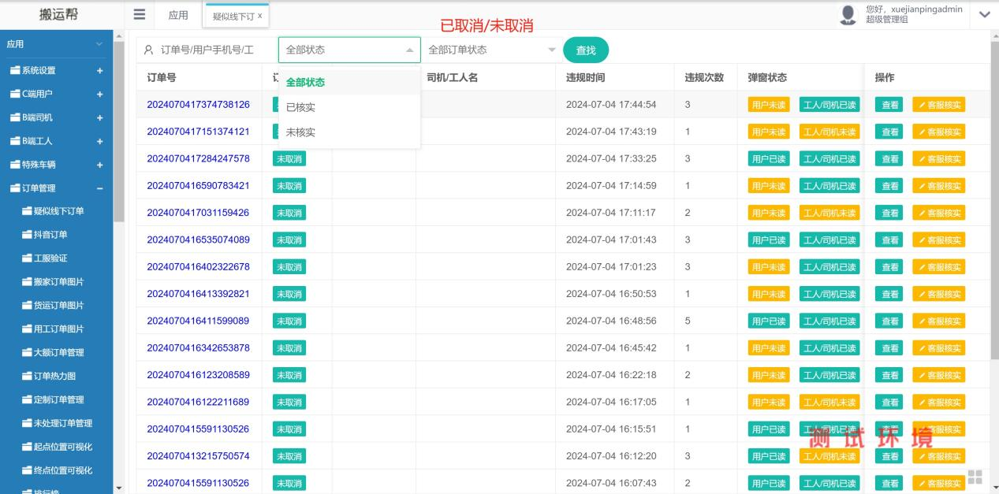 搬运帮
应用
疑似线下订 x
您好，xuejianpingadmin
超级管理组
已取消/未取消
应用
系统设置 +
C端用户 +
B端司机 +
B端工人 +
特殊车辆 +
订单管理 −
疑似线下订单
抖音订单
工服验证
搬家订单图片
货运订单图片
用工订单图片
大额订单管理
订单热力图
定制订单管理
未处理订单管理
起点位置可视化
终点位置可视化
排行榜
订单号/用户手机号/工
全部状态
全部订单状态
查找
全部状态
已核实
未核实
订单号 司机/工人名 违规时间 违规次数 弹窗状态 操作
2024070417374738126 2024-07-04 17:44:54 3 用户未读 工人/司机已读 查看 客服核实
2024070417151374121 2024-07-04 17:43:19 1 用户未读 工人/司机未读 查看 客服核实
2024070417284247578 未取消 2024-07-04 17:33:25 3 用户已读 工人/司机已读 查看 客服核实
2024070416590783421 未取消 2024-07-04 17:14:59 1 用户未读 工人/司机已读 查看 客服核实
2024070417031159426 未取消 2024-07-04 17:11:17 2 用户未读 工人/司机未读 查看 客服核实
2024070416535074089 未取消 2024-07-04 17:01:43 3 用户已读 工人/司机已读 查看 客服核实
2024070416402322678 未取消 2024-07-04 17:01:23 3 用户未读 工人/司机已读 查看 客服核实
2024070416413392821 未取消 2024-07-04 16:50:53 1 用户未读 工人/司机已读 查看 客服核实
2024070416411599089 未取消 2024-07-04 16:48:56 5 用户已读 工人/司机已读 查看 客服核实
2024070416342653878 未取消 2024-07-04 16:45:42 1 用户未读 工人/司机已读 查看 客服核实
2024070416123208589 未取消 2024-07-04 16:22:18 2 用户未读 工人/司机已读 查看 客服核实
2024070416122211689 未取消 2024-07-04 16:17:05 1 用户未读 工人/司机未读 查看 客服核实
2024070415591130526 未取消 2024-07-04 16:15:51 1 用户已读 工人/司机已读 查看 客服核实
测试环境
2024070413215750574 未取消 2024-07-04 16:12:20 3 用户已读 工人/司机未读 查看 客服核实
2024070415591130526 未取消 2024-07-04 16:07:43 2 用户已读 工人/司机已读 查看 客服核实